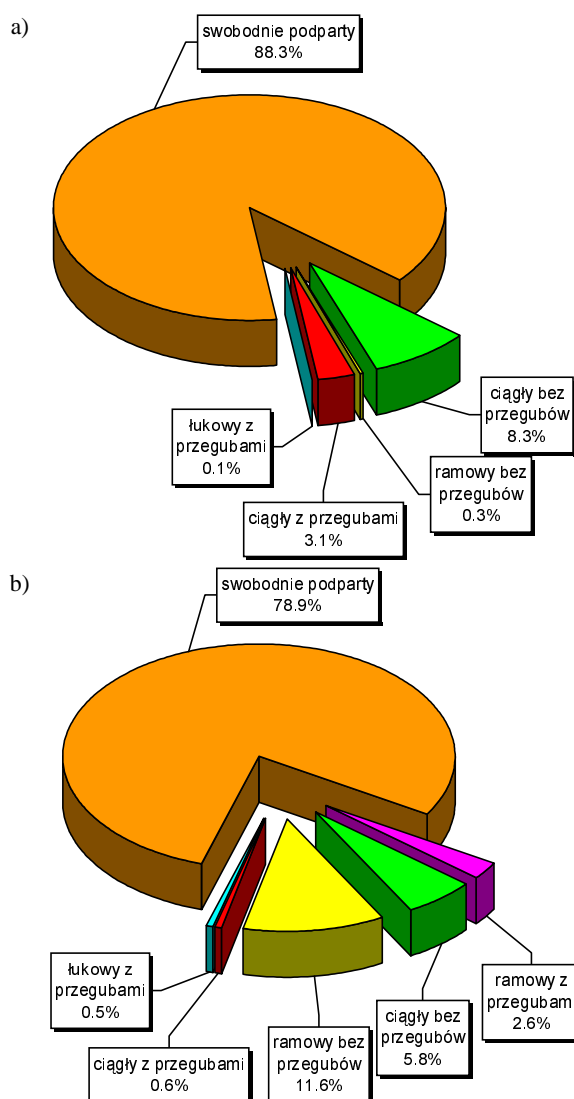 a)
swobodnie podparty
88.3%
ciągły bez
przegubów
8.3%
łukowy z
przegubami
0.1%
ramowy bez
przegubów
0.3%
ciągły z przegubami
3.1%
b)
swobodnie podparty
78.9%
łukowy z
przegubami
0.5%
ramowy z
przegubam
2.6%
ciągły bez
przegubów
5.8%
ramowy bez
przegubów
11.6%
ciągły z przegubami
0.6%